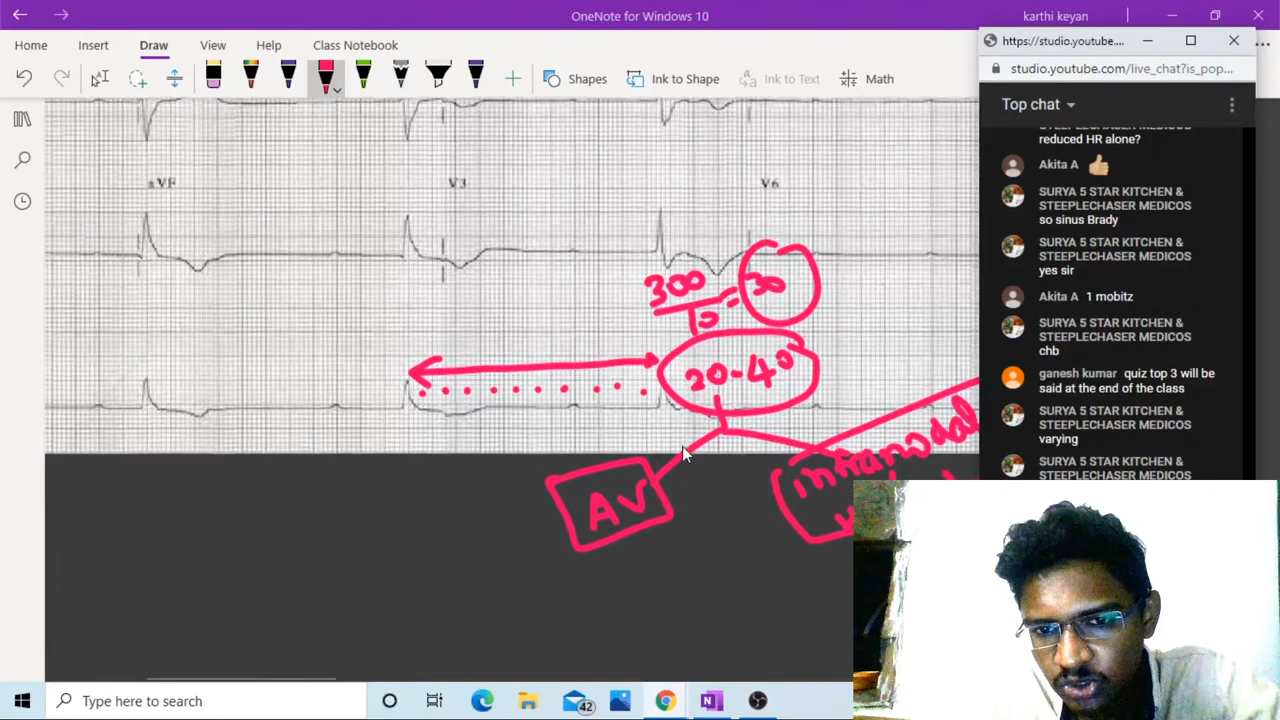 OneNote for Windows 10
karthi keyan
Home Insert Draw View Help Class Notebook
Shapes Ink to Shape Ink to Text Math
https://studio.youtube....
studio.youtube.com/live_chat?is_pop...
Top chat
STEEPLECHASER MEDICOS
reduced HR alone?
Akita A 👍
SURYA 5 STAR KITCHEN &
STEEPLECHASER MEDICOS
so sinus Brady
SURYA 5 STAR KITCHEN &
STEEPLECHASER MEDICOS
yes sir
Akita A 1 mobitz
SURYA 5 STAR KITCHEN &
STEEPLECHASER MEDICOS
chb
ganesh kumar quiz top 3 will be
said at the end of the class
SURYA 5 STAR KITCHEN &
STEEPLECHASER MEDICOS
varying
SURYA 5 STAR KITCHEN &
STEEPLECHASER MEDICOS
aVF V3 V6
300
10
= 30
20-40
AV
infranodal
Type here to search
42